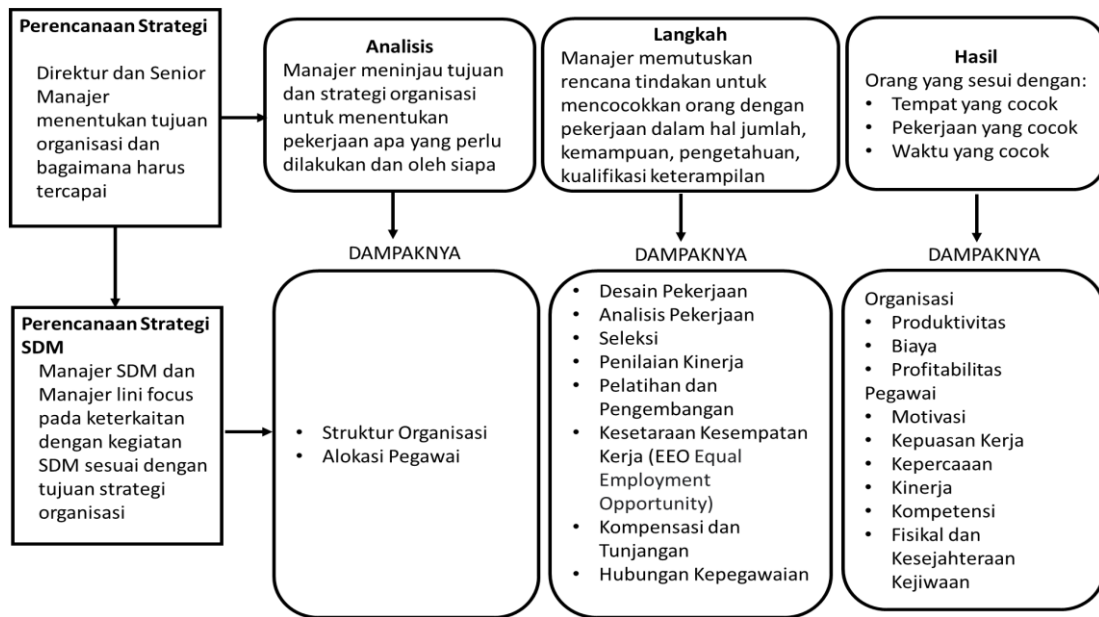 Perencanaan Strategi
Direktur dan Senior
Manajer
menentukan tujuan
organisasi dan
bagaimana harus
tercapai
Analisis
Manajer meninjau tujuan
dan strategi organisasi
untuk menentukan
pekerjaan apa yang perlu
dilakukan dan oleh siapa
Langkah
Manajer memutuskan
rencana tindakan untuk
mencocokkan orang dengan
pekerjaan dalam hal jumlah,
kemampuan, pengetahuan,
kualifikasi keterampilan
Hasil
Orang yang sesui dengan:
• Tempat yang cocok
• Pekerjaan yang cocok
• Waktu yang cocok
DAMPAKNYA
DAMPAKNYA
DAMPAKNYA
Perencanaan Strategi
SDM
Manajer SDM dan
Manajer lini focus
pada keterkaitan
dengan kegiatan
SDM sesuai dengan
tujuan strategi
organisasi
• Struktur Organisasi
• Alokasi Pegawai
• Desain Pekerjaan
• Analisis Pekerjaan
• Seleksi
• Penilaian Kinerja
• Pelatihan dan
Pengembangan
• Kesetaraan Kesempatan
Kerja (EEO Equal
Employment
Opportunity)
• Kompensasi dan
Tunjangan
• Hubungan Kepegawaian
Organisasi
• Produktivitas
• Biaya
• Profitabilitas
Pegawai
• Motivasi
• Kepuasan Kerja
• Kepercaaan
• Kinerja
• Kompetensi
• Fisikal dan
Kesejahteraan
Kejiwaan